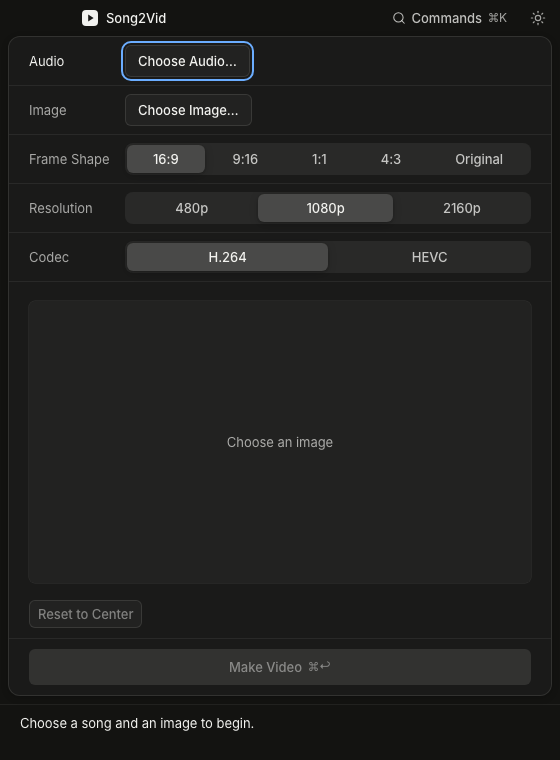 Song2Vid Commands ⌘K
Audio Choose Audio...
Image Choose Image...
Frame Shape 16:9 9:16 1:1 4:3 Original
Resolution 480p 1080p 2160p
Codec H.264 HEVC
Choose an image
Reset to Center
Make Video ⌘↩
Choose a song and an image to begin.